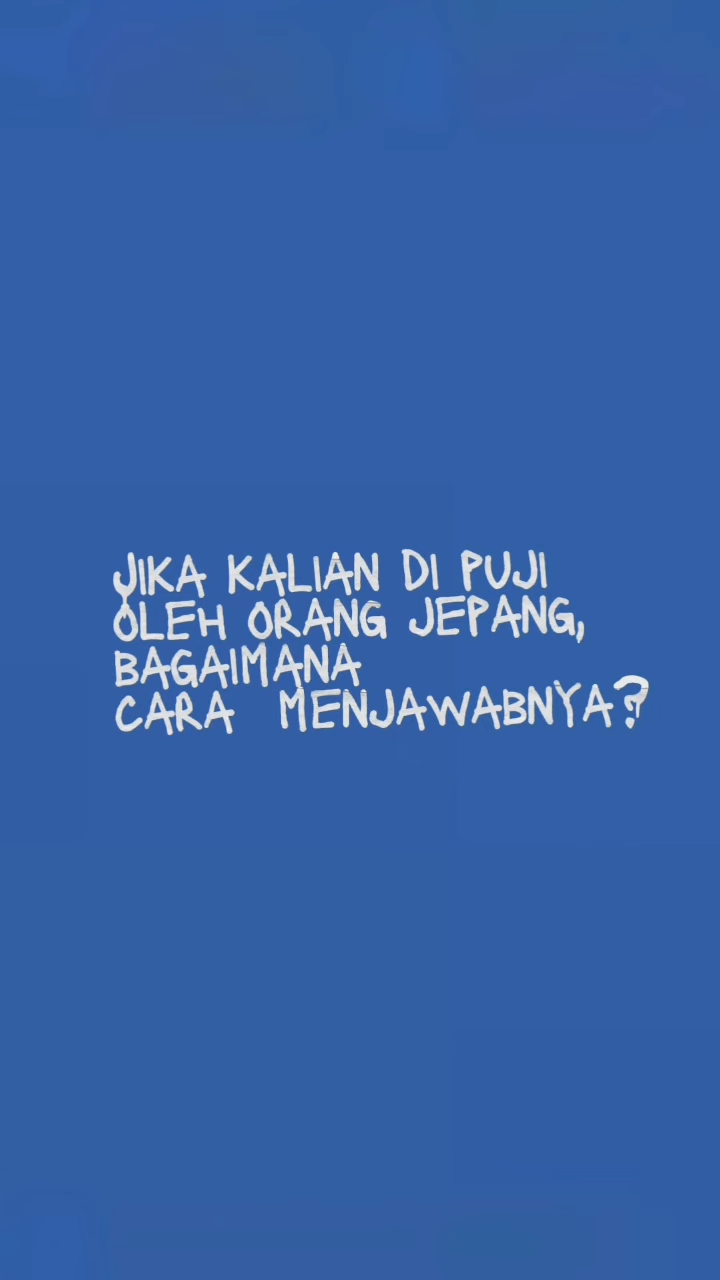 JIKA KALIAN DI PUJI
OLEH ORANG JEPANG,
BAGAIMANA
CARA MENJAWABNYA?